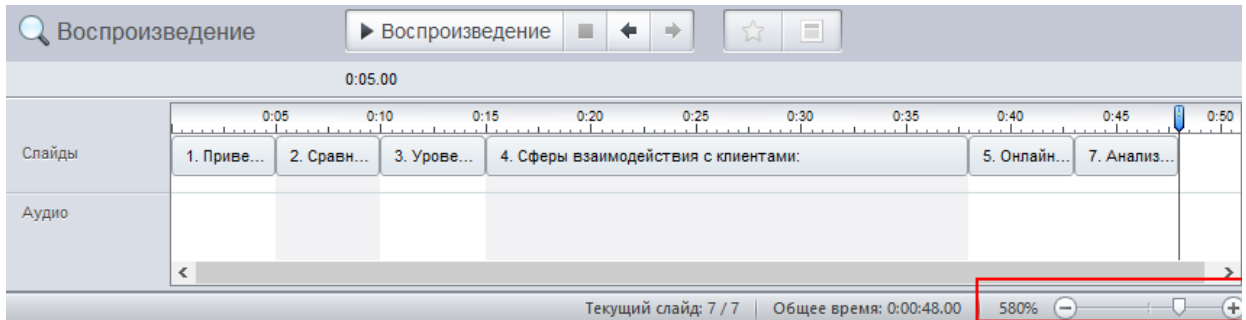 Воспроизведение
Воспроизведение
0:05.00
0:05 0:10 0:15 0:20 0:25 0:30 0:35 0:40 0:45 0:50
Слайды
1. Приве... 2. Сравн... 3. Урове... 4. Сферы взаимодействия с клиентами: 5. Онлайн... 7. Анализ...
Аудио
Текущий слайд: 7 / 7 Общее время: 0:00:48.00 580%